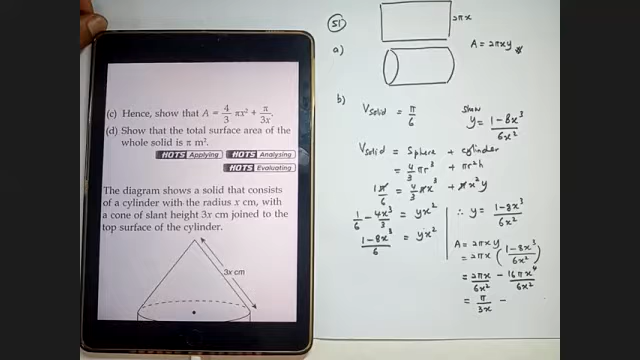 (c) Hence, show that A = 4/3 πx² + π/3x.
(d) Show that the total surface area of the
whole solid is π m².
HOTS Applying HOTS Analysing
HOTS Evaluating
The diagram shows a solid that consists
of a cylinder with the radius x cm, with
a cone of slant height 3x cm joined to the
top surface of the cylinder.
3x cm
51
2πx
a)
A = 2πxy
b)
V solid = π/6
show
y = 1-8x³/6x²
V solid = Sphere + cylinder
= 4/3 πr³ + πr²h
1π/6 = 4/3 πx³ + πx²y
1/6 - 4x³/3 = yx²
1-8x³/6 = yx²
∴ y = 1-8x³/6x²
A = 2πxy
= 2πx (1-8x³/6x²)
= 2πx/6x² - 16πx⁴/6x²
= π/3x -